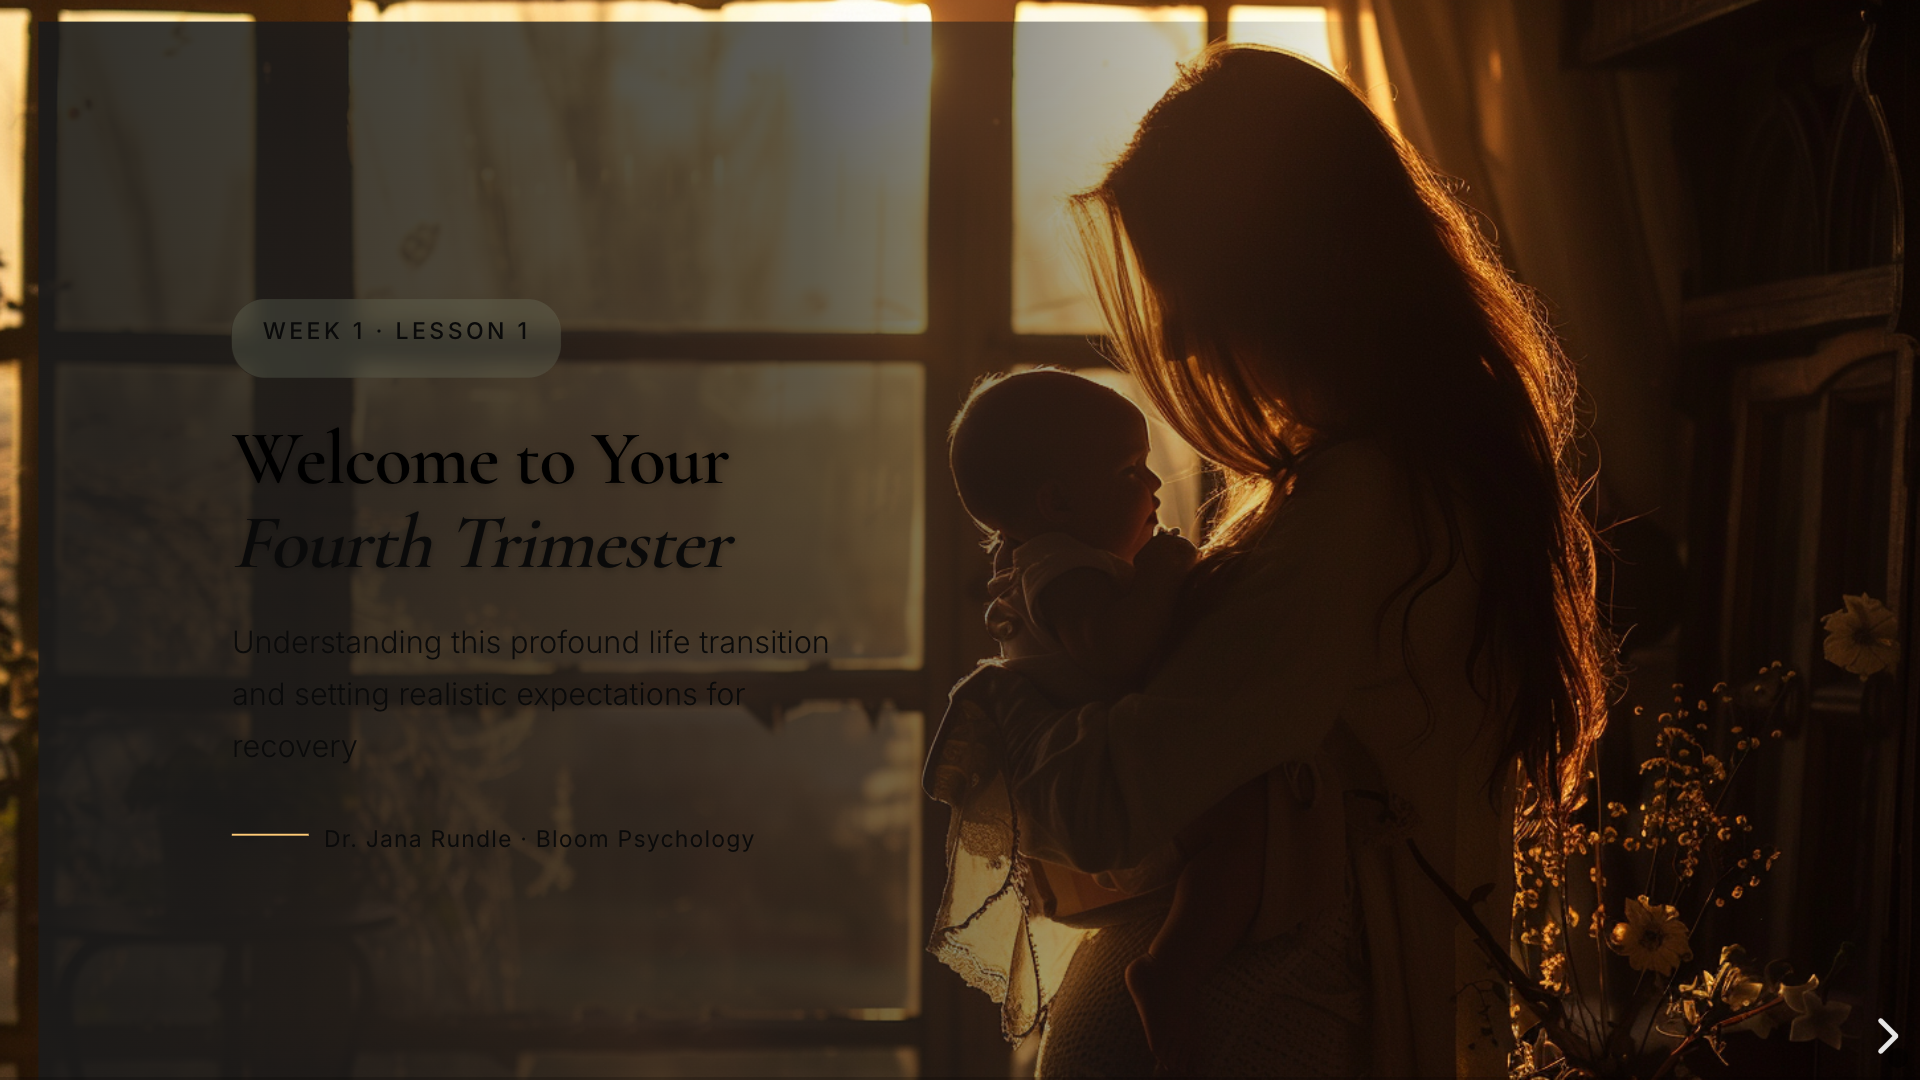 WEEK 1 · LESSON 1
Welcome to Your
Fourth Trimester
Understanding this profound life transition
and setting realistic expectations for
recovery
Dr. Jana Rundle · Bloom Psychology